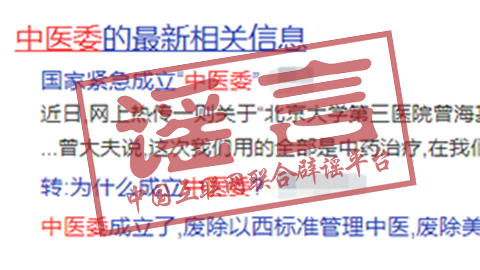 中医委的最新相关信息
国家紧急成立“中医委”
近日,网上热传一则关于“北京大学第三医院曾海
...曾大夫说,这次我们用的全部是中药治疗,在我们
转:为什么成立中医委?
中医委成立了,废除以西标准管理中医,废除美
谣言
中国互联网联合辟谣平台